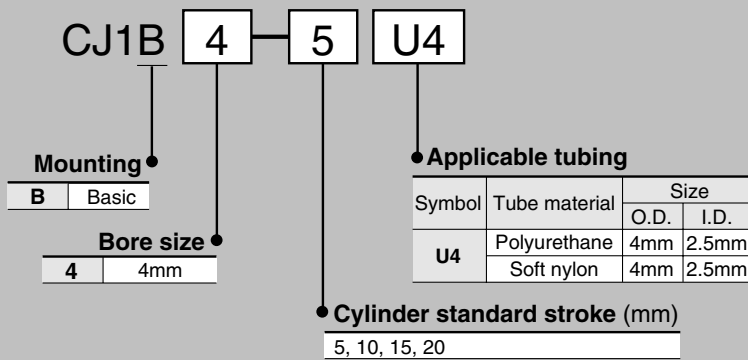 CJ1B 4 - 5 U4
Mounting
B Basic
Bore size
4 4mm
Applicable tubing
Symbol Tube material Size
O.D. I.D.
U4 Polyurethane 4mm 2.5mm
Soft nylon 4mm 2.5mm
Cylinder standard stroke (mm)
5, 10, 15, 20